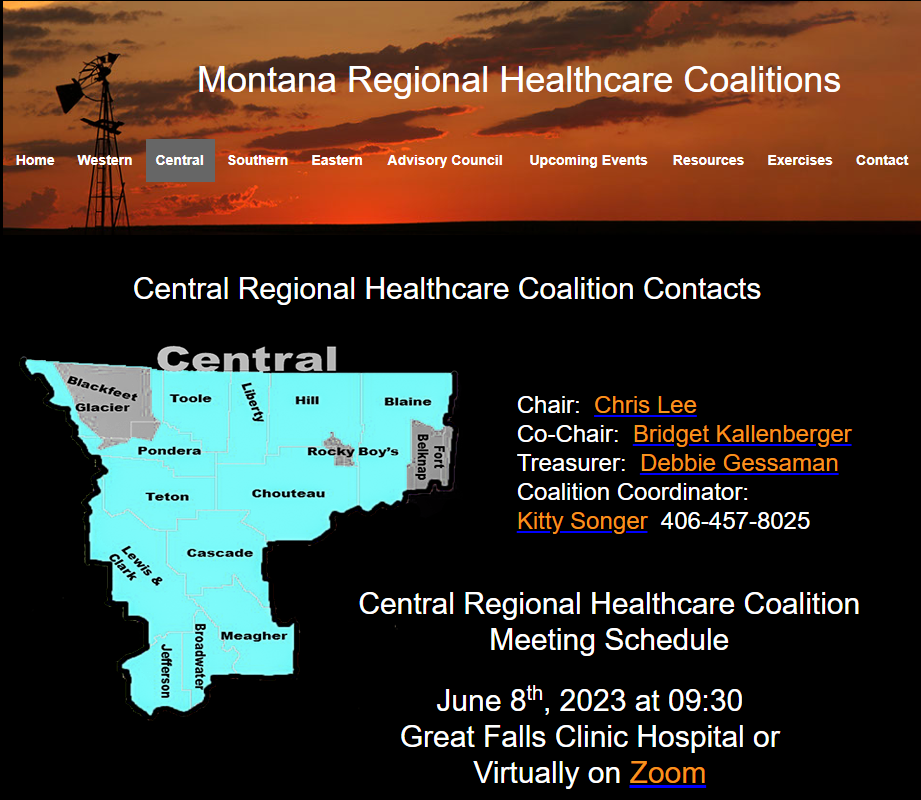 Montana Regional Healthcare Coalitions
Home Western Central Southern Eastern Advisory Council Upcoming Events Resources Exercises Contact
Central Regional Healthcare Coalition Contacts
Central
Blackfeet
Glacier
Toole
Liberty
Hill
Blaine
Pondera
Rocky Boy's
Fort
Belknap
Teton
Chouteau
Cascade
Lewis &
Clark
Meagher
Broadwater
Jefferson
Chair: Chris Lee
Co-Chair: Bridget Kallenberger
Treasurer: Debbie Gessaman
Coalition Coordinator:
Kitty Songer 406-457-8025
Central Regional Healthcare Coalition
Meeting Schedule
June 8th, 2023 at 09:30
Great Falls Clinic Hospital or
Virtually on Zoom